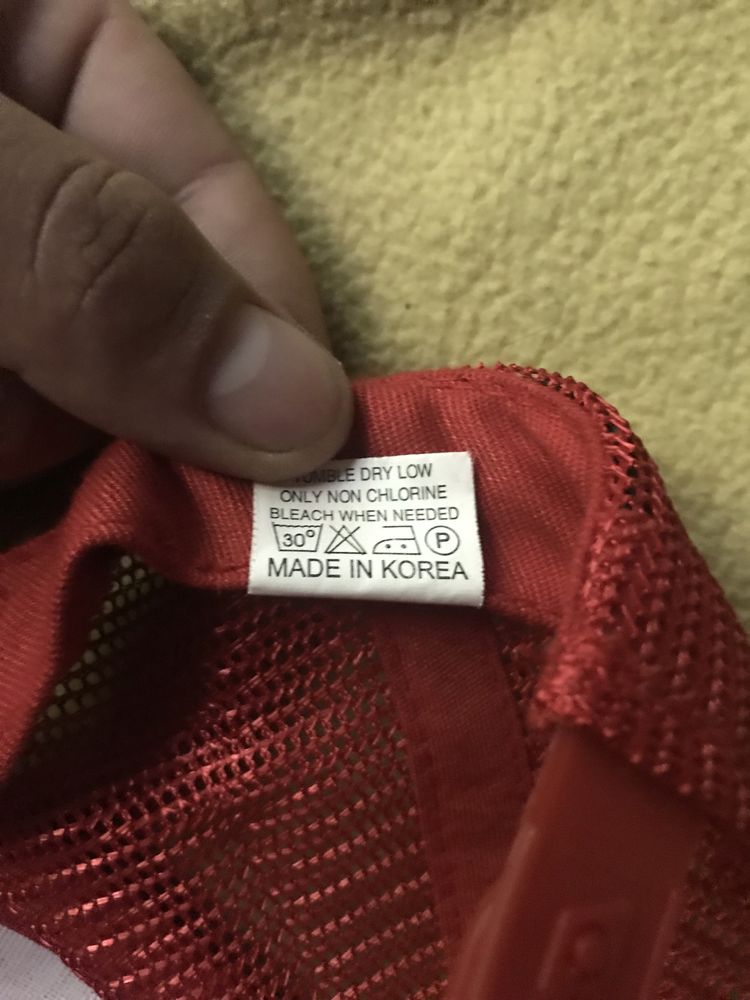 TUMBLE DRY LOW
ONLY NON CHLORINE
BLEACH WHEN NEEDED
30° P
MADE IN KOREA